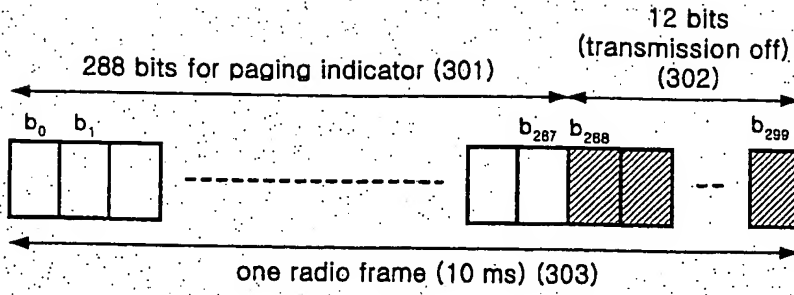 12 bits
(transmission off)
(302)
288 bits for paging indicator (301)
b0 b1 b287 b288 b299
one radio frame (10 ms) (303)